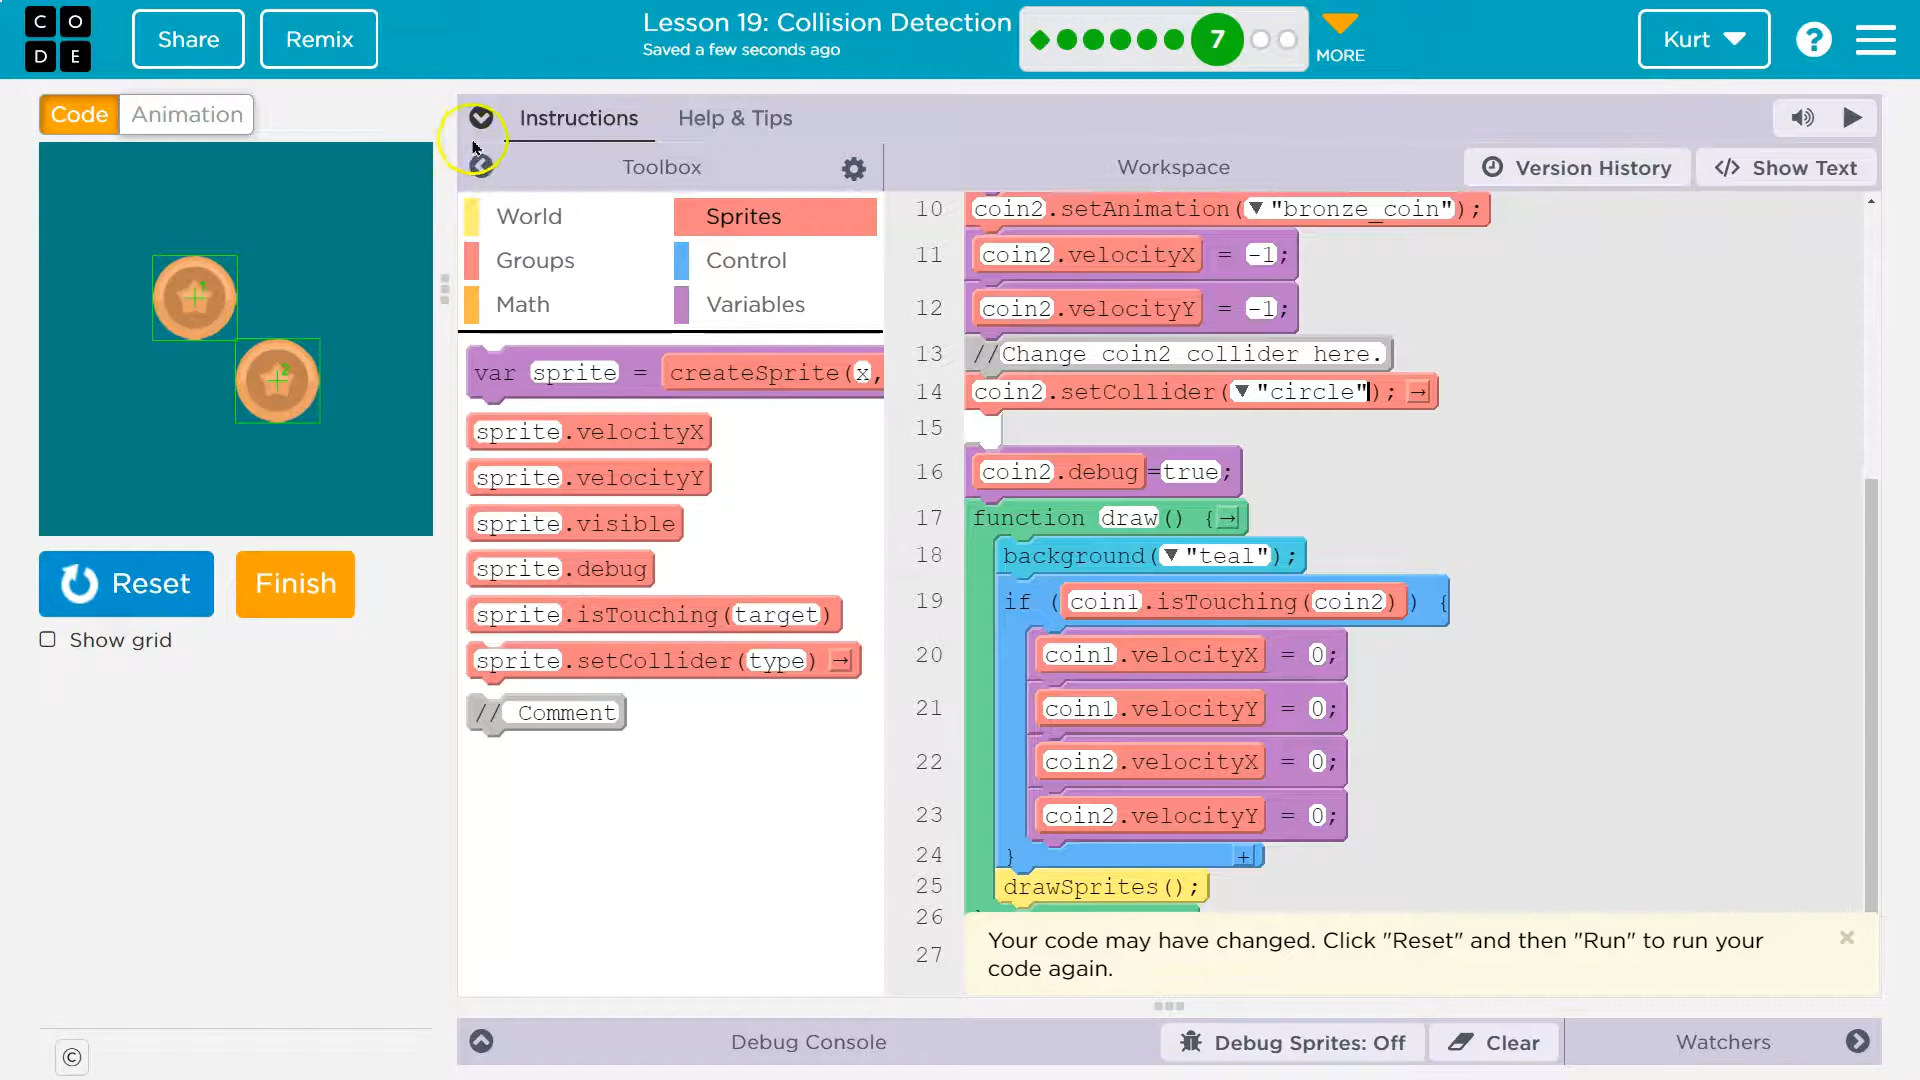 C O
D E
Share
Remix
Lesson 19: Collision Detection
Saved a few seconds ago
7
MORE
Kurt
?
Code
Animation
Instructions
Help & Tips
Toolbox
Workspace
Version History
</> Show Text
World
Sprites
Groups
Control
Math
Variables
var sprite = createSprite(x,
sprite.velocityX
sprite.velocityY
sprite.visible
sprite.debug
sprite.isTouching(target)
sprite.setCollider(type) →
// Comment
1
2
Reset
Finish
Show grid
10 coin2.setAnimation(▼"bronze_coin");
11 coin2.velocityX = -1;
12 coin2.velocityY = -1;
13 //Change coin2 collider here.
14 coin2.setCollider(▼"circle"); →
15
16 coin2.debug=true;
17 function draw() {→
18 background(▼"teal");
19 if (coin1.isTouching(coin2)) {
20 coin1.velocityX = 0;
21 coin1.velocityY = 0;
22 coin2.velocityX = 0;
23 coin2.velocityY = 0;
24 } +
25 drawSprites();
26
27
Your code may have changed. Click "Reset" and then "Run" to run your
code again.
×
©
Debug Console
Debug Sprites: Off
Clear
Watchers